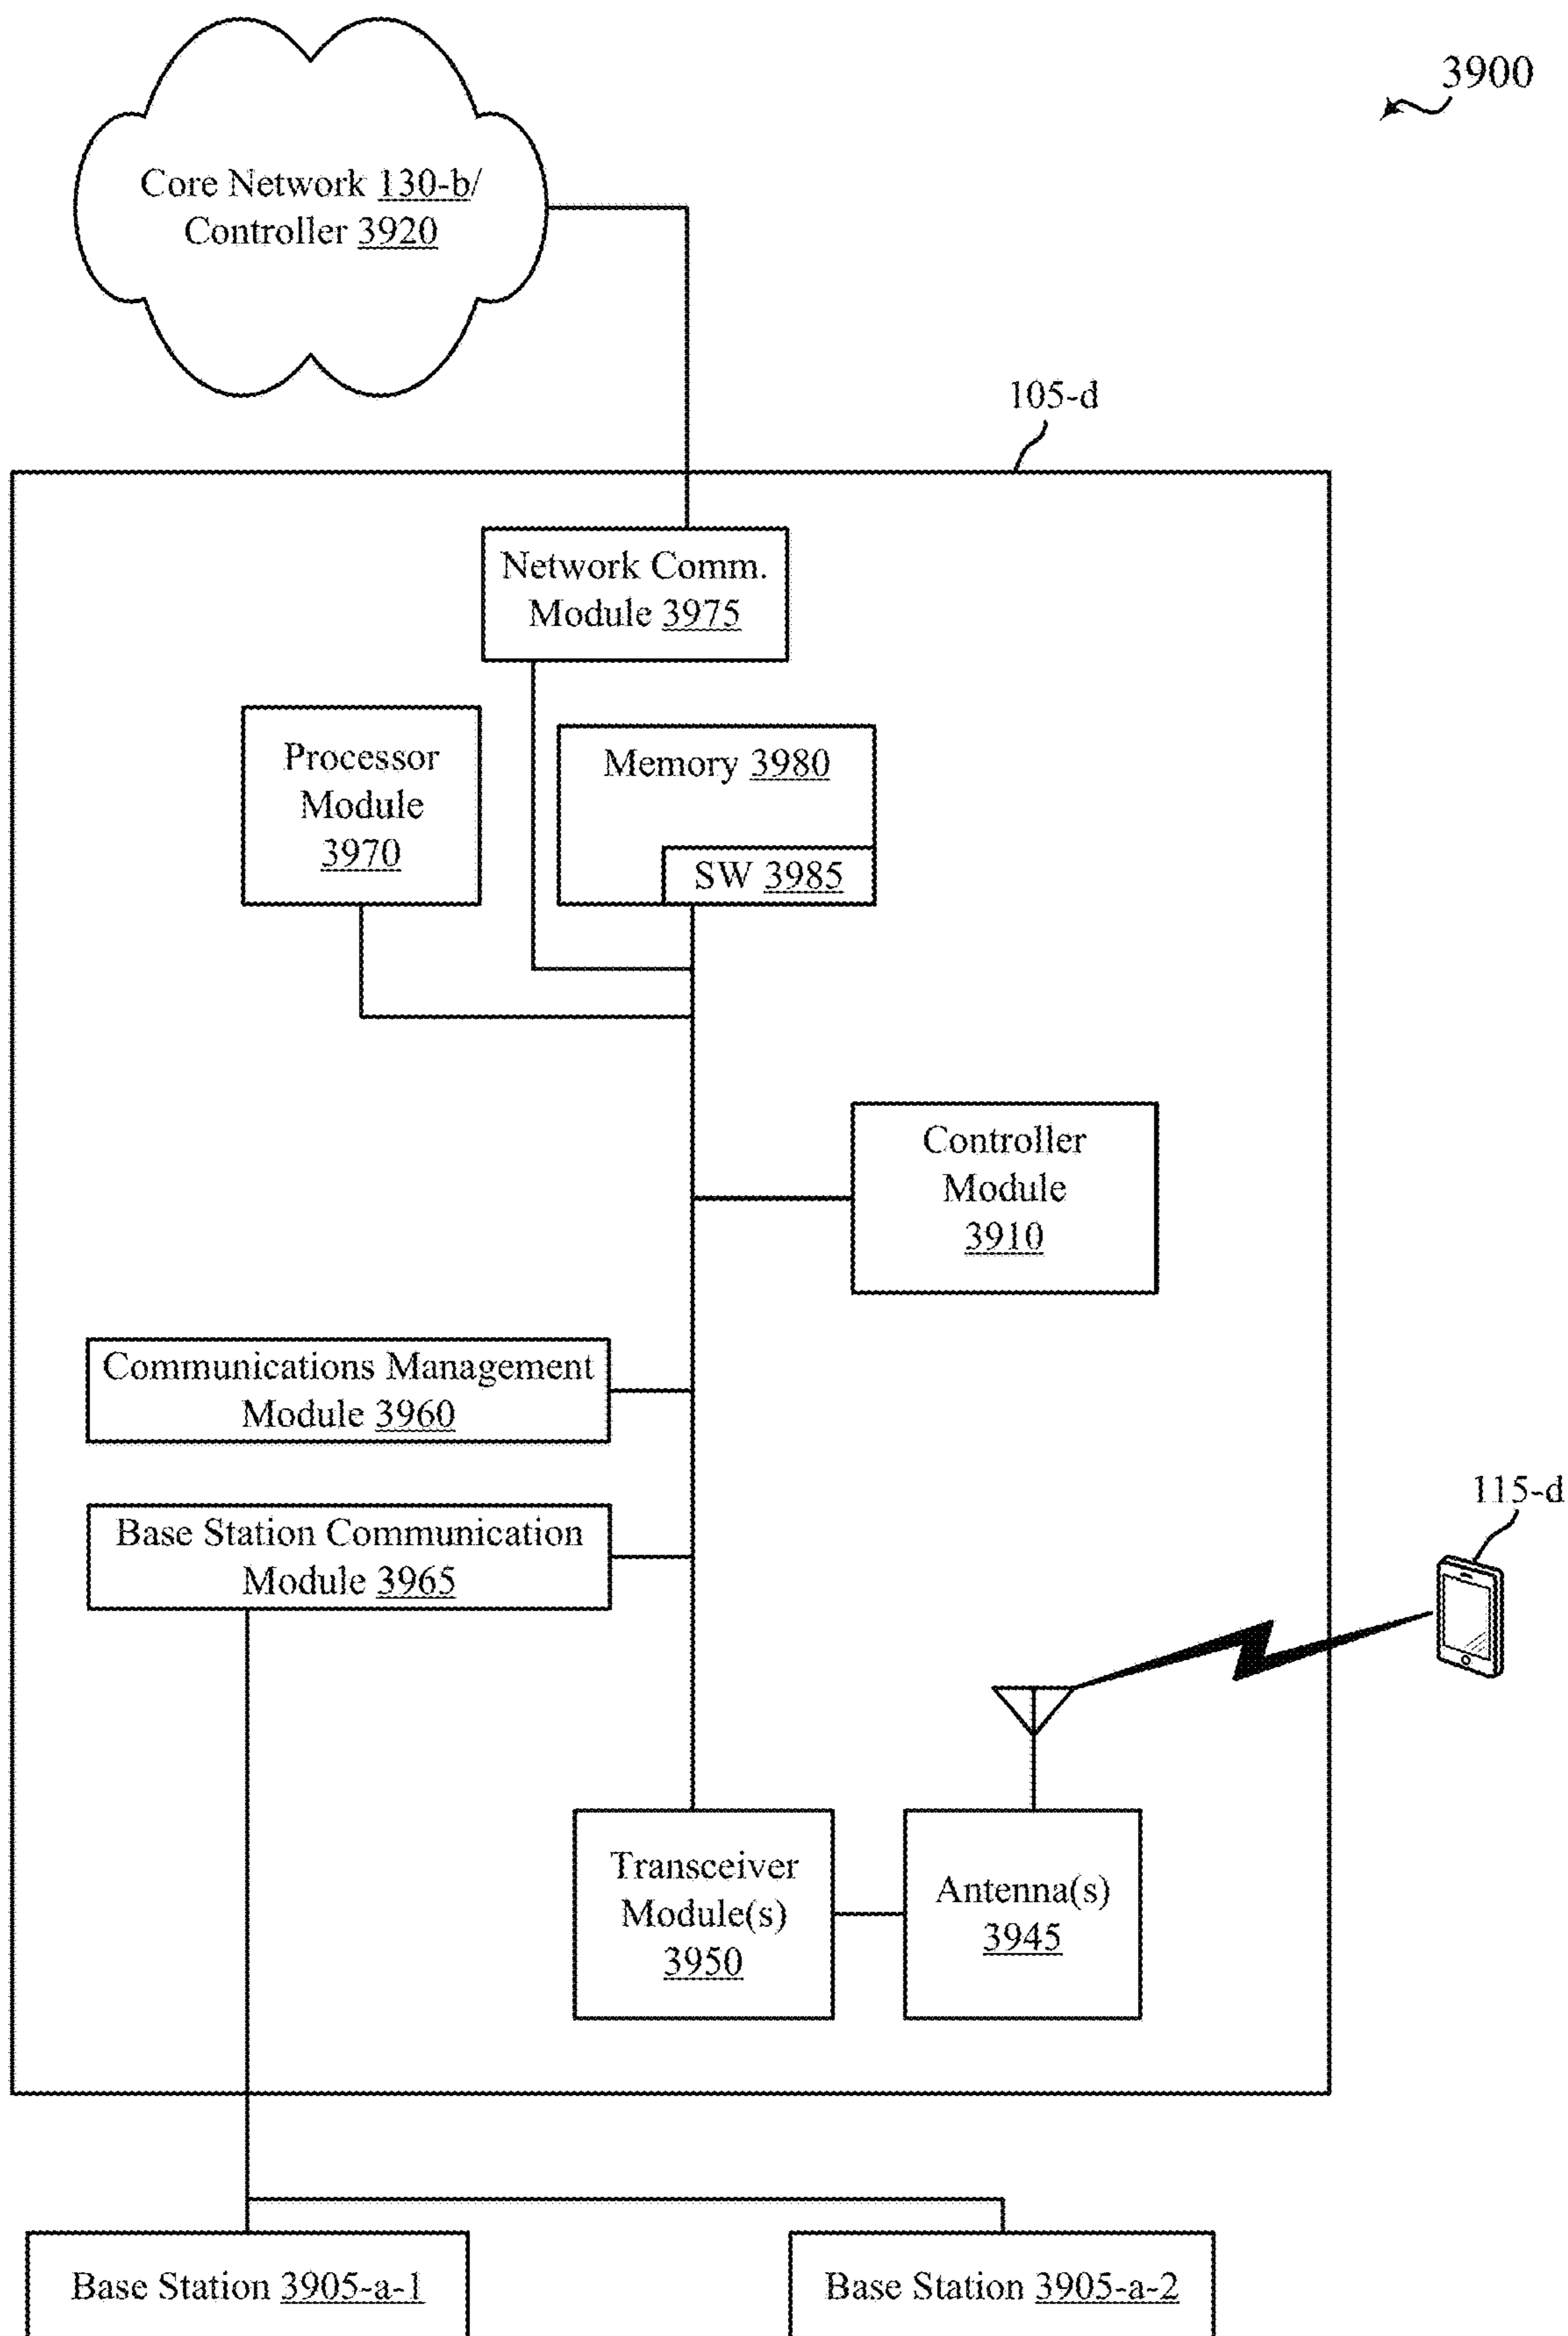 3900
Core Network 130-b/
Controller 3920
105-d
Network Comm.
Module 3975
Processor
Module
3970
Memory 3980
SW 3985
Controller
Module
3910
Communications Management
Module 3960
Base Station Communication
Module 3965
115-d
Transceiver
Module(s)
3950
Antenna(s)
3945
Base Station 3905-a-1
Base Station 3905-a-2